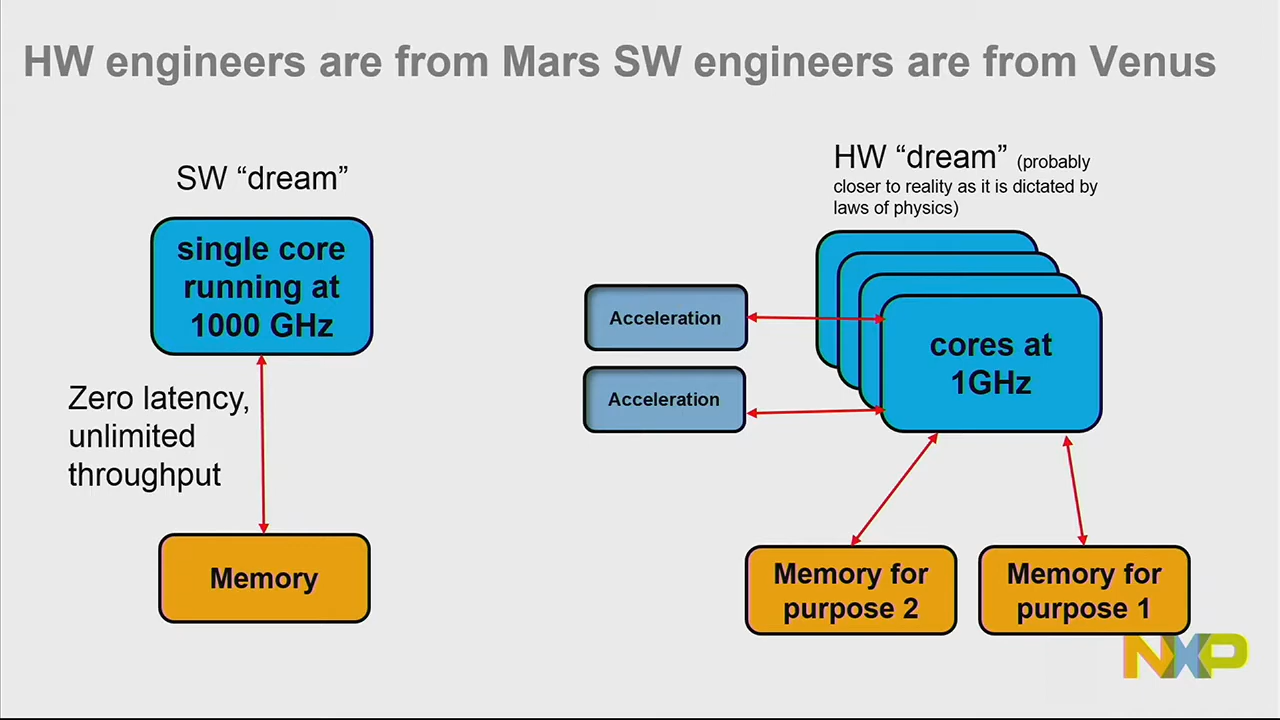 HW engineers are from Mars SW engineers are from Venus
SW “dream”
single core
running at
1000 GHz
Zero latency,
unlimited
throughput
Memory
HW “dream” (probably
closer to reality as it is dictated by
laws of physics)
Acceleration
Acceleration
cores at
1GHz
Memory for
purpose 2
Memory for
purpose 1
NXP